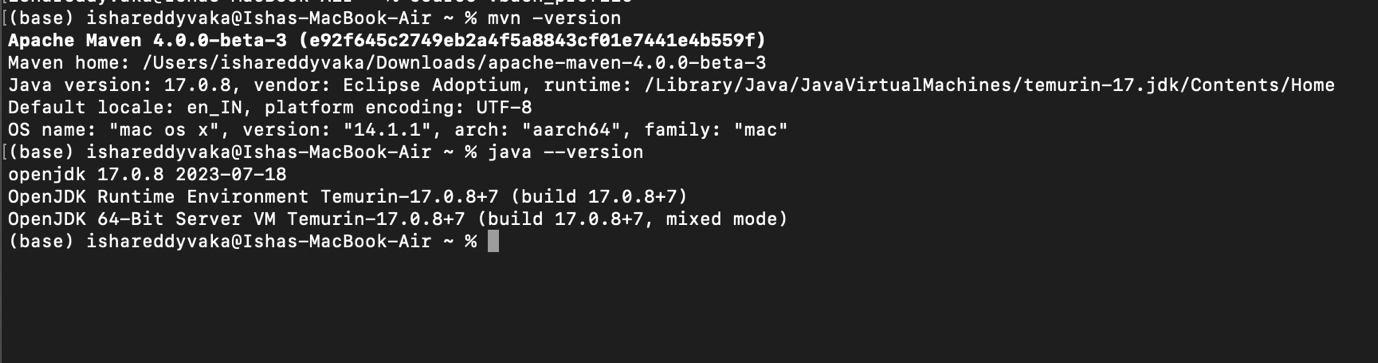 (base) ishareddyvaka@Ishas-MacBook-Air ~ % mvn -version
Apache Maven 4.0.0-beta-3 (e92f645c2749eb2a4f5a8843cf01e7441e4b559f)
Maven home: /Users/ishareddyvaka/Downloads/apache-maven-4.0.0-beta-3
Java version: 17.0.8, vendor: Eclipse Adoptium, runtime: /Library/Java/JavaVirtualMachines/temurin-17.jdk/Contents/Home
Default locale: en_IN, platform encoding: UTF-8
OS name: "mac os x", version: "14.1.1", arch: "aarch64", family: "mac"
(base) ishareddyvaka@Ishas-MacBook-Air ~ % java --version
openjdk 17.0.8 2023-07-18
OpenJDK Runtime Environment Temurin-17.0.8+7 (build 17.0.8+7)
OpenJDK 64-Bit Server VM Temurin-17.0.8+7 (build 17.0.8+7, mixed mode)
(base) ishareddyvaka@Ishas-MacBook-Air ~ %